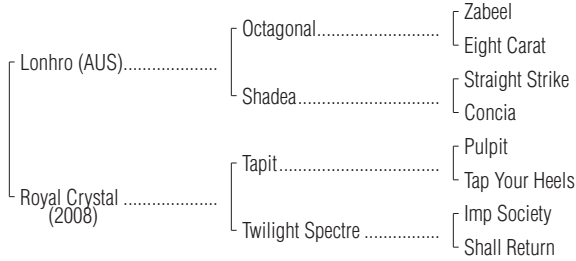 Zabeel
Octagonal
Eight Carat
Lonhro (AUS)
Straight Strike
Shadea
Concia
Pulpit
Tapit
Tap Your Heels
Royal Crystal
(2008)
Imp Society
Twilight Spectre
Shall Return